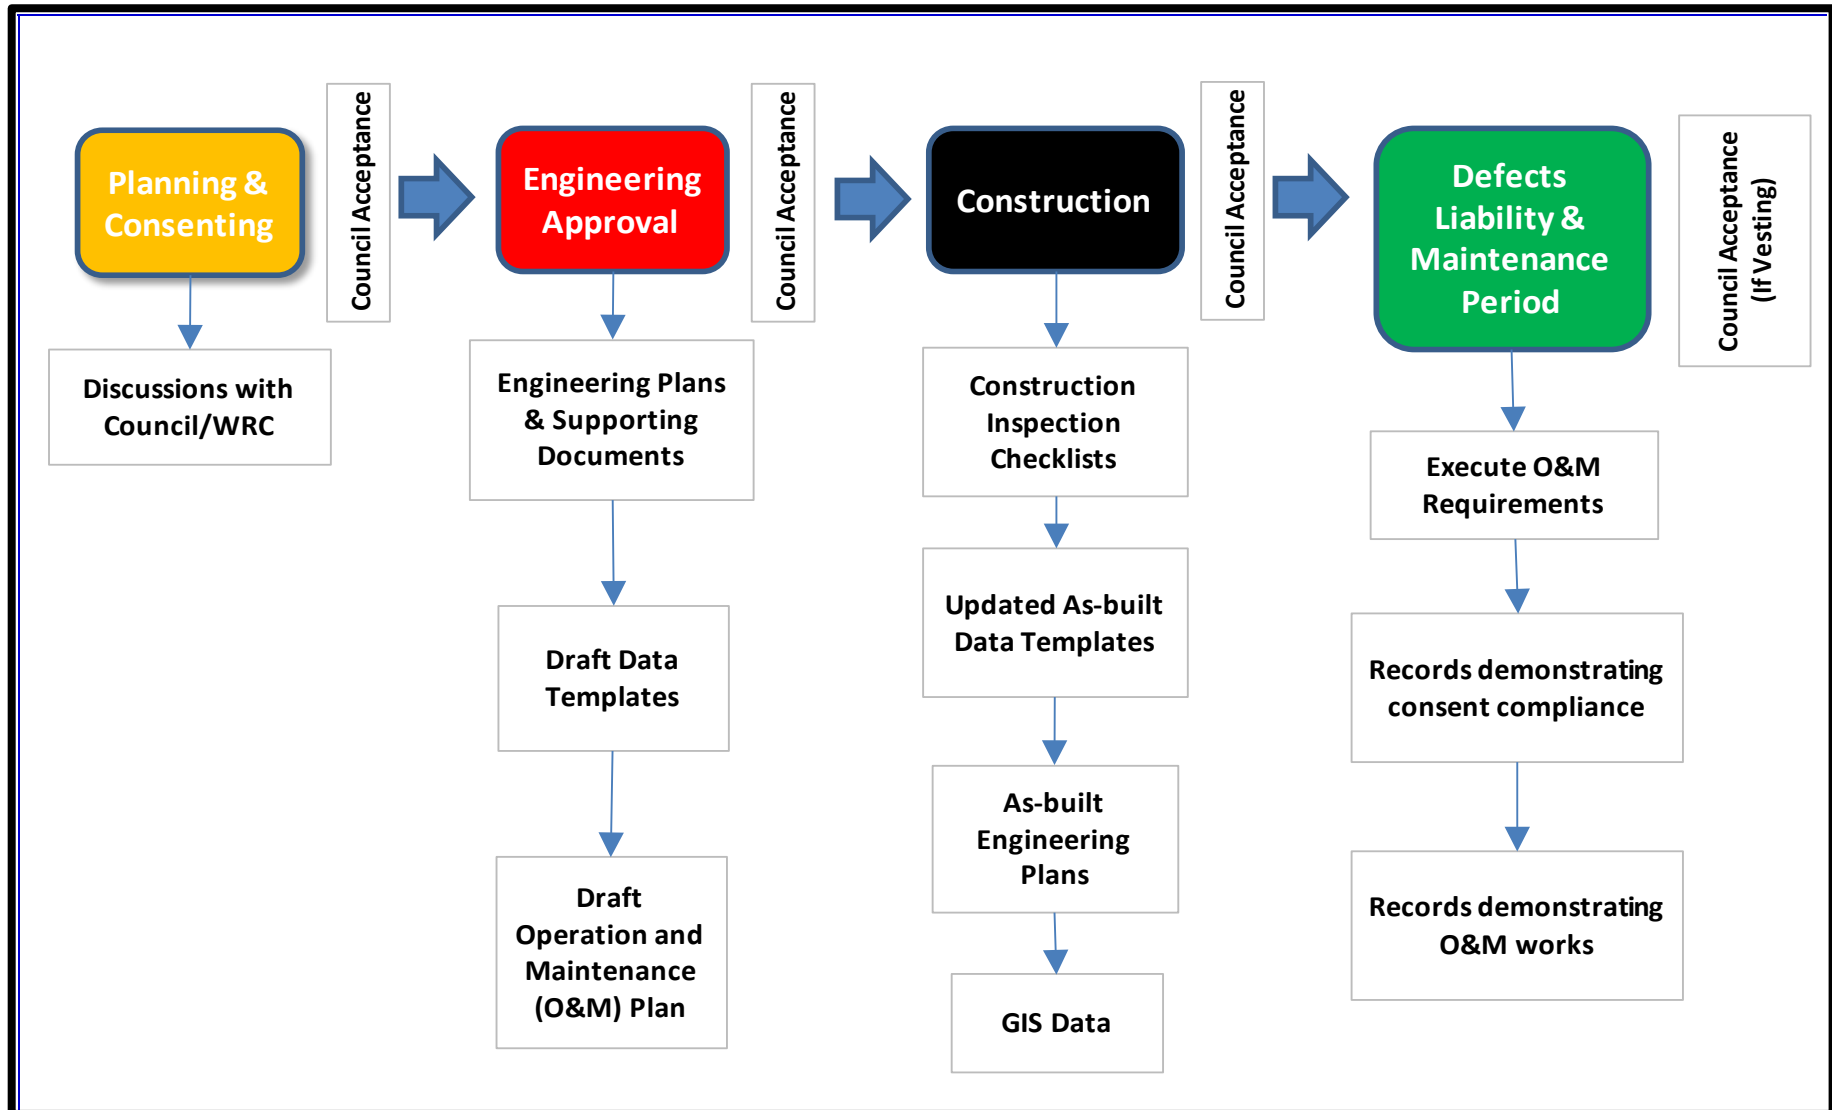 Planning &
Consenting
Council Acceptance
Engineering
Approval
Council Acceptance
Construction
Council Acceptance
Defects
Liability &
Maintenance
Period
Council Acceptance
(If Vesting)
Discussions with
Council/WRC
Engineering Plans
& Supporting
Documents
Draft Data
Templates
Draft
Operation and
Maintenance
(O&M) Plan
Construction
Inspection
Checklists
Updated As-built
Data Templates
As-built
Engineering
Plans
GIS Data
Execute O&M
Requirements
Records demonstrating
consent compliance
Records demonstrating
O&M works